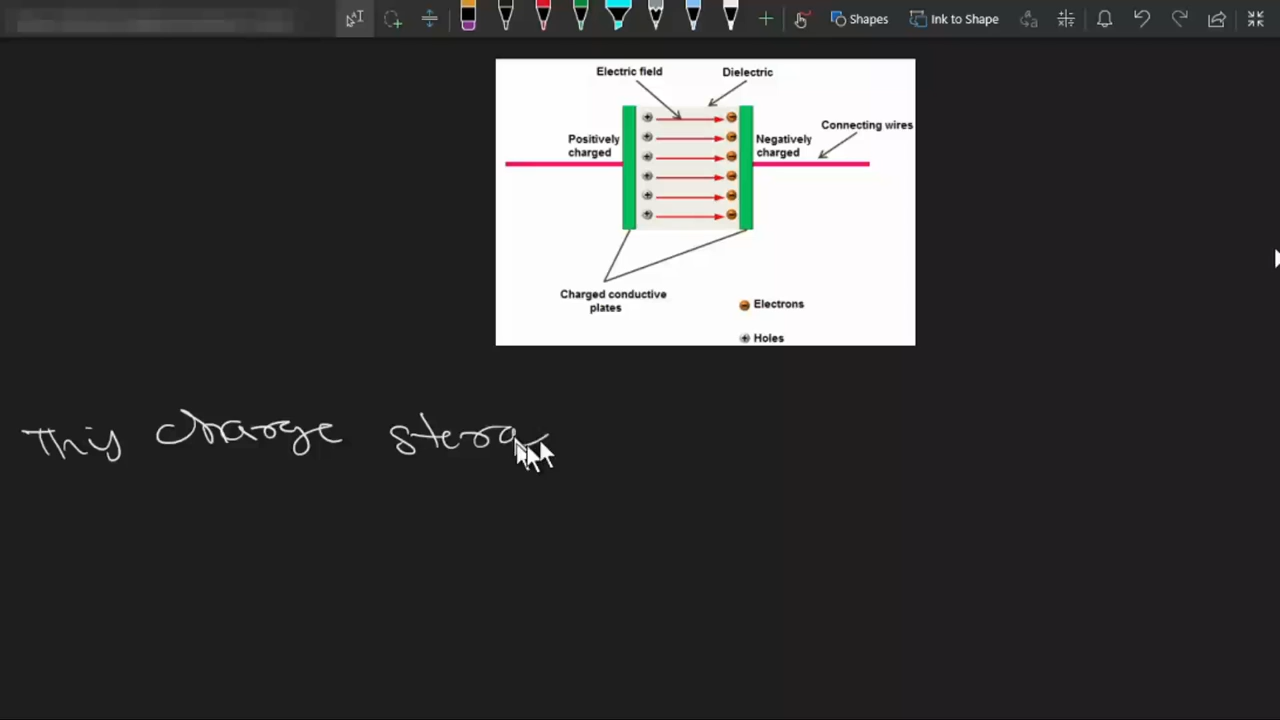 Shapes
Ink to Shape
Electric field
Dielectric
Connecting wires
Positively
charged
Negatively
charged
Charged conductive
plates
Electrons
Holes
This charge